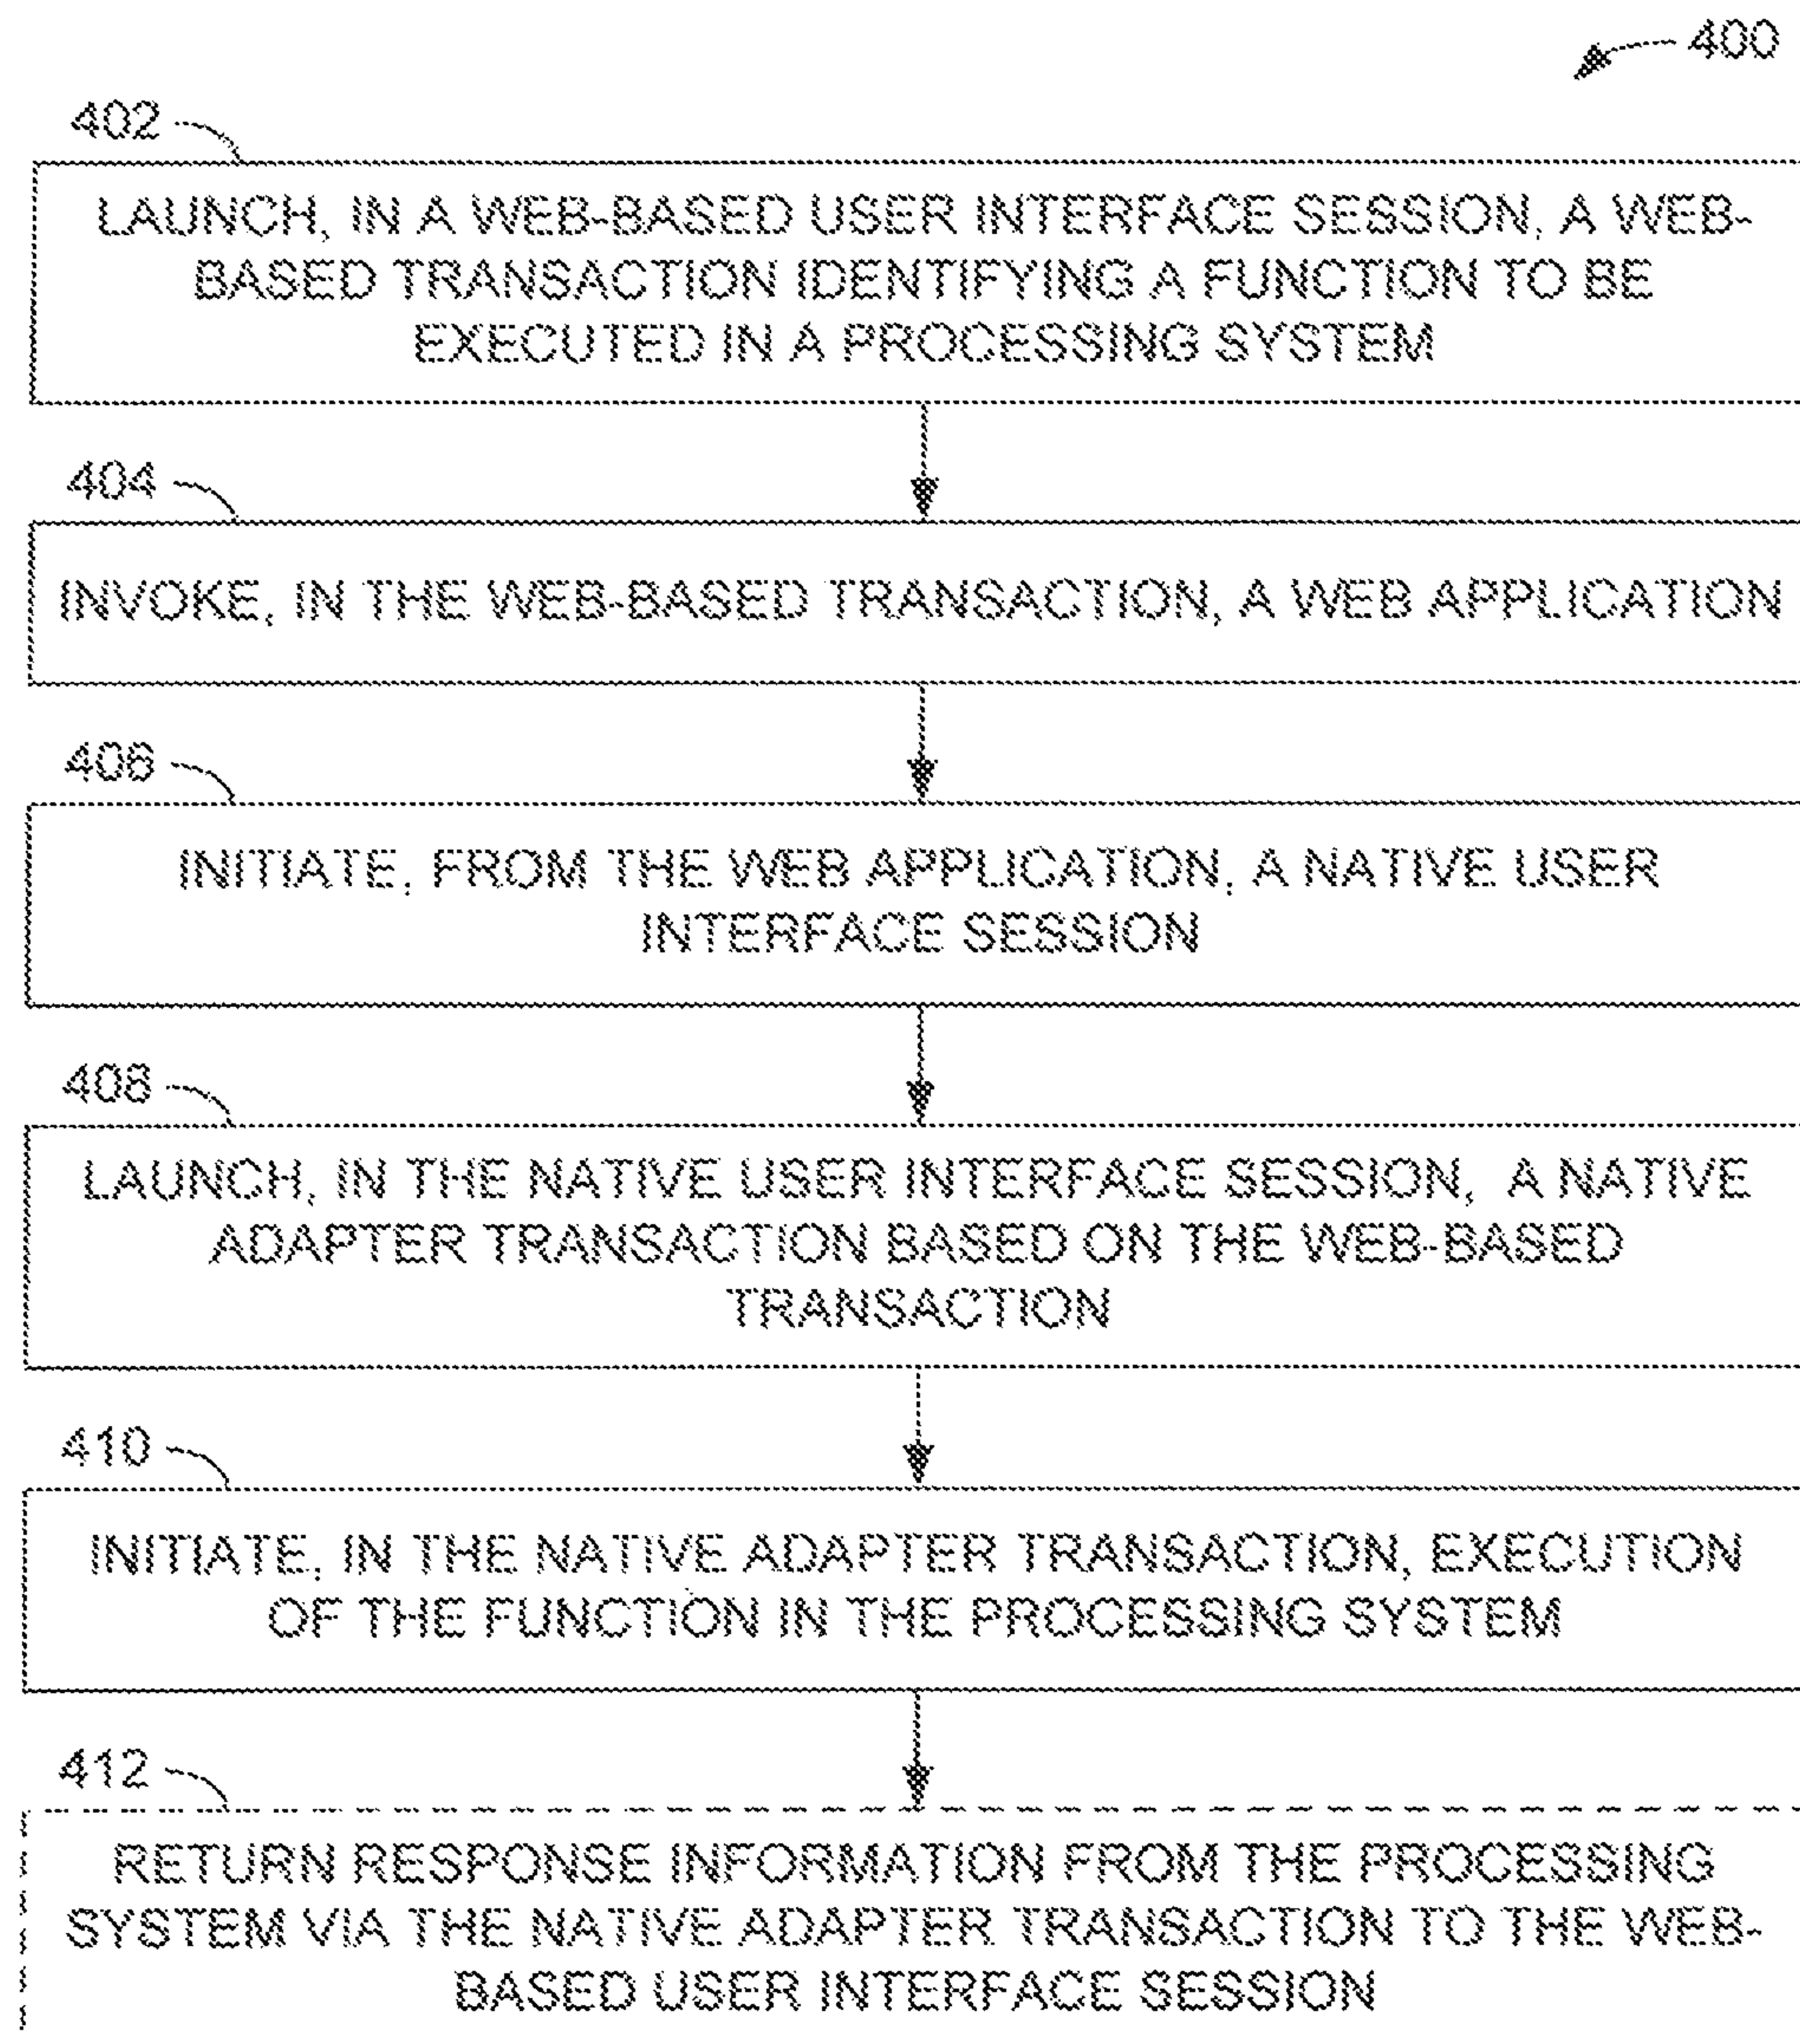 400
402
LAUNCH, IN A WEB-BASED USER INTERFACE SESSION, A WEB-
BASED TRANSACTION IDENTIFYING A FUNCTION TO BE
EXECUTED IN A PROCESSING SYSTEM
404
INVOKE, IN THE WEB-BASED TRANSACTION, A WEB APPLICATION
406
INITIATE, FROM THE WEB APPLICATION, A NATIVE USER
INTERFACE SESSION
408
LAUNCH, IN THE NATIVE USER INTERFACE SESSION, A NATIVE
ADAPTER TRANSACTION BASED ON THE WEB-BASED
TRANSACTION
410
INITIATE, IN THE NATIVE ADAPTER TRANSACTION, EXECUTION
OF THE FUNCTION IN THE PROCESSING SYSTEM
412
RETURN RESPONSE INFORMATION FROM THE PROCESSING
SYSTEM VIA THE NATIVE ADAPTER TRANSACTION TO THE WEB-
BASED USER INTERFACE SESSION